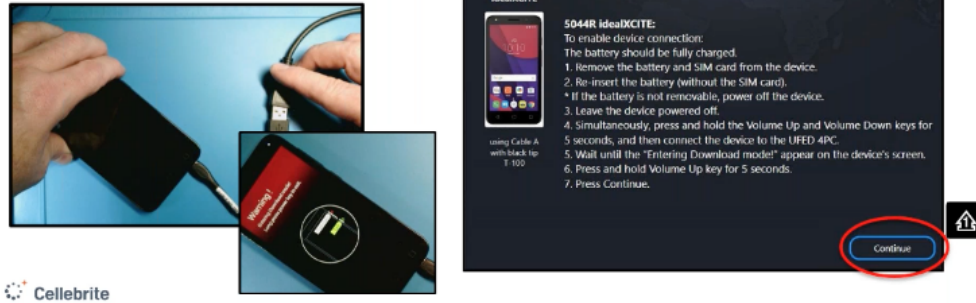 Warning!
5044R idealXCITE:
To enable device connection:
The battery should be fully charged.
1. Remove the battery and SIM card from the device.
2. Re-insert the battery (without the SIM card).
* If the battery is not removable, power off the device.
3. Leave the device powered off.
4. Simultaneously, press and hold the Volume Up and Volume Down keys for
5 seconds, and then connect the device to the UFED 4PC.
5. Wait until the "Entering Download mode!" appear on the device's screen.
6. Press and hold Volume Up key for 5 seconds.
7. Press Continue.
using Cable A
with black tip
T-100
Continue
1
Cellebrite